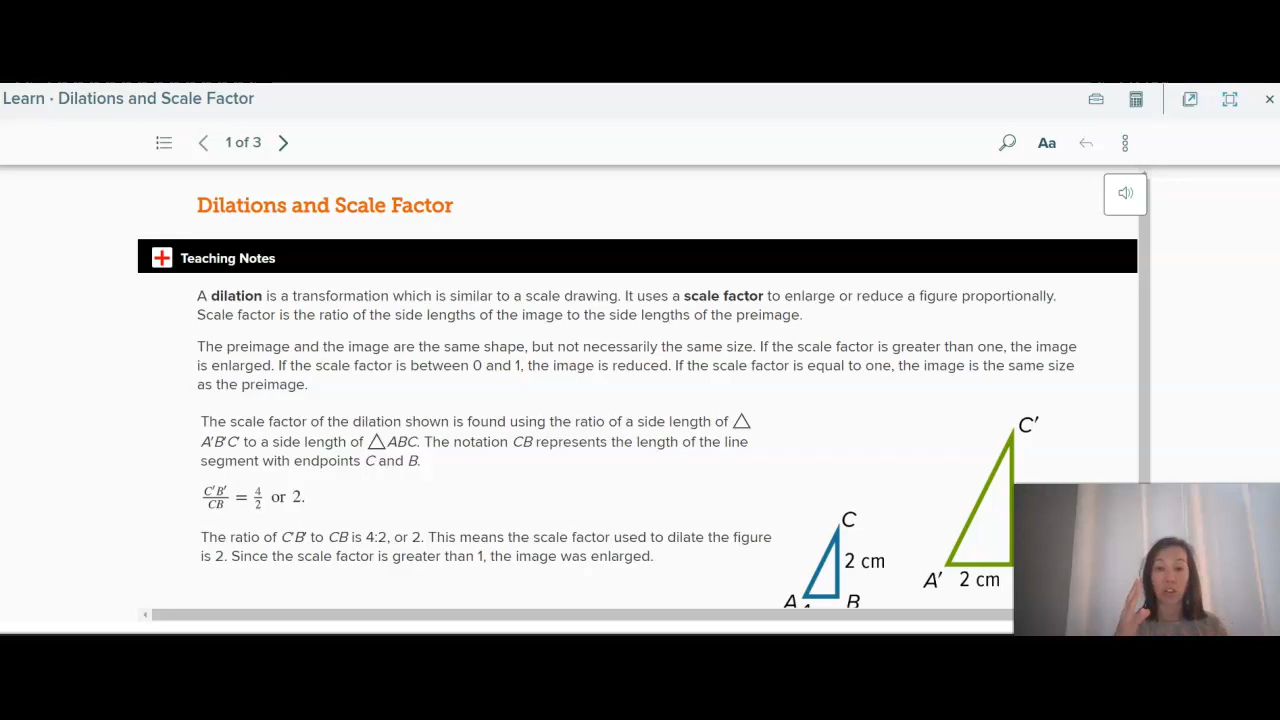 Learn · Dilations and Scale Factor
1 of 3
Aa
Dilations and Scale Factor
Teaching Notes
A dilation is a transformation which is similar to a scale drawing. It uses a scale factor to enlarge or reduce a figure proportionally.
Scale factor is the ratio of the side lengths of the image to the side lengths of the preimage.
The preimage and the image are the same shape, but not necessarily the same size. If the scale factor is greater than one, the image
is enlarged. If the scale factor is between 0 and 1, the image is reduced. If the scale factor is equal to one, the image is the same size
as the preimage.
The scale factor of the dilation shown is found using the ratio of a side length of △
A'B'C' to a side length of △ABC. The notation CB represents the length of the line
segment with endpoints C and B.
C'B'/CB = 4/2 or 2.
The ratio of C'B' to CB is 4:2, or 2. This means the scale factor used to dilate the figure
is 2. Since the scale factor is greater than 1, the image was enlarged.
C'
C
2 cm
A' 2 cm
A B